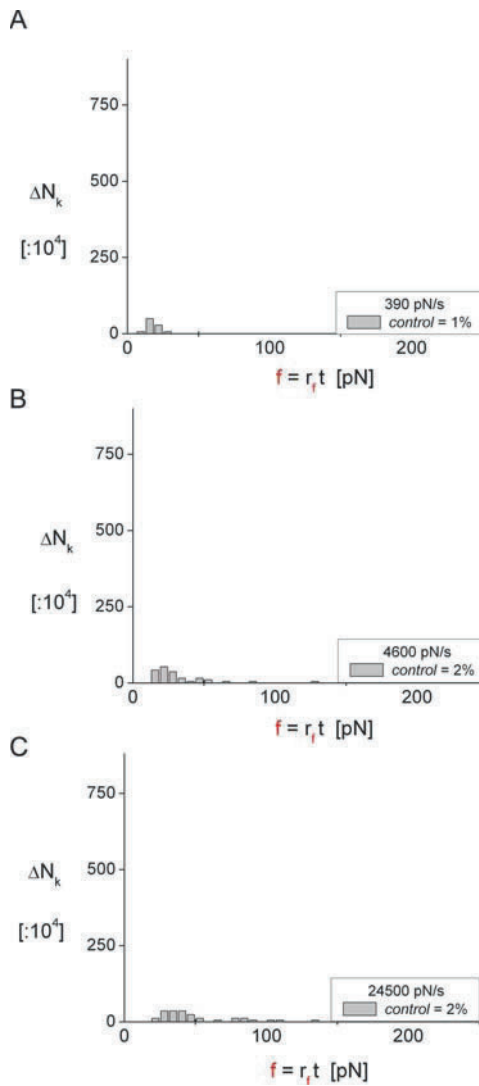 A
750
500
250
0
ΔN_k
[:10^4]
390 pN/s
control = 1%
0 100 200
f = r_f t [pN]
B
750
500
250
0
ΔN_k
[:10^4]
4600 pN/s
control = 2%
0 100 200
f = r_f t [pN]
C
750
500
250
0
ΔN_k
[:10^4]
24500 pN/s
control = 2%
0 100 200
f = r_f t [pN]